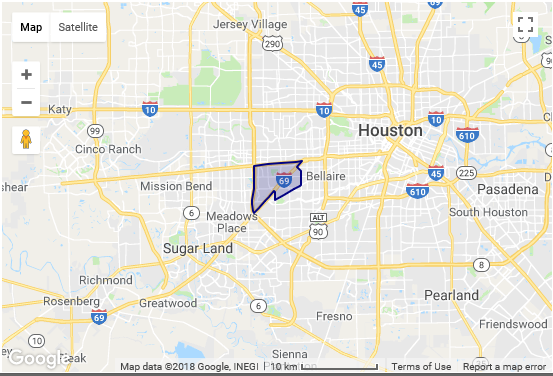 Map Satellite
Jersey Village
45
45
290
Katy
10
10
10
Houston
99
610
Cinco Ranch
Mission Bend
69
Bellaire
45
225
610
Pasadena
shear
6
Meadows
Place
ALT
90
South Houston
Sugar Land
8
Richmond
Rosenberg
Greatwood
6
Pearland
69
Fresno
Friendswood
36
Sienna
Google
Fleak
Map data ©2018 Google, INEGI
10 km
Terms of Use
Report a map error